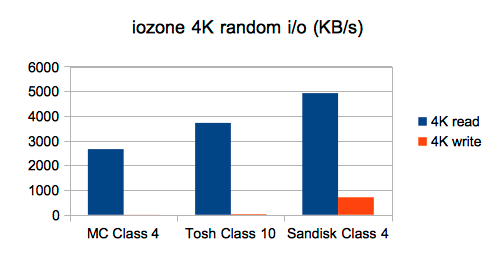 iozone 4K random i/o (KB/s)
6000
5000
4000
3000
2000
1000
0
MC Class 4 Tosh Class 10 Sandisk Class 4
4K read
4K write